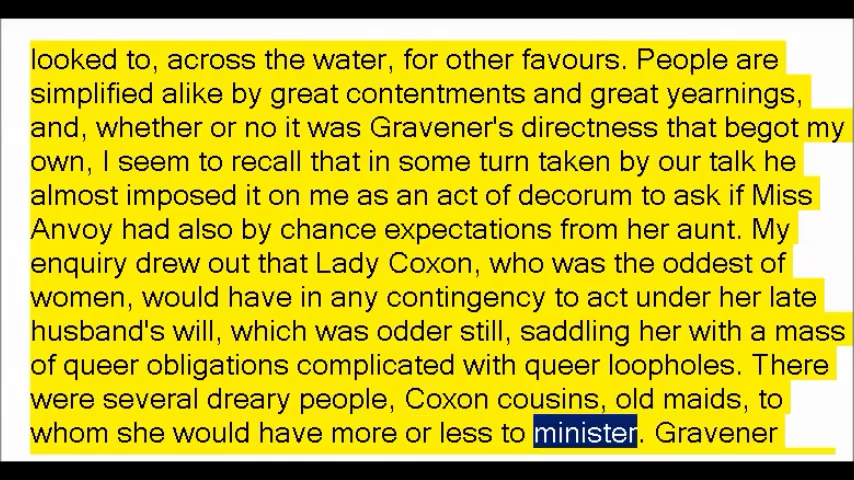 looked to, across the water, for other favours. People are
simplified alike by great contentments and great yearnings,
and, whether or no it was Gravener's directness that begot my
own, I seem to recall that in some turn taken by our talk he
almost imposed it on me as an act of decorum to ask if Miss
Anvoy had also by chance expectations from her aunt. My
enquiry drew out that Lady Coxon, who was the oddest of
women, would have in any contingency to act under her late
husband's will, which was odder still, saddling her with a mass
of queer obligations complicated with queer loopholes. There
were several dreary people, Coxon cousins, old maids, to
whom she would have more or less to minister. Gravener